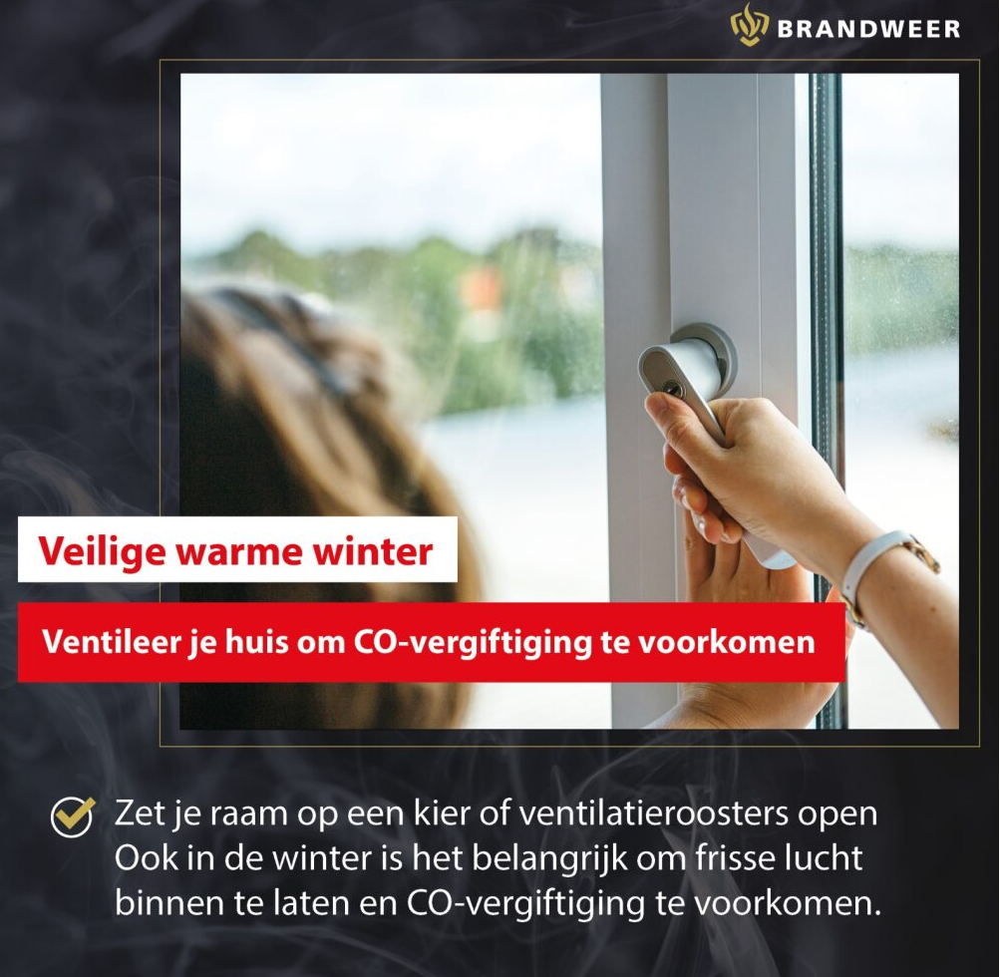 BRANDWEER
Veilige warme winter
Ventileer je huis om CO-vergiftiging te voorkomen
Zet je raam op een kier of ventilatieroosters open
Ook in de winter is het belangrijk om frisse lucht
binnen te laten en CO-vergiftiging te voorkomen.